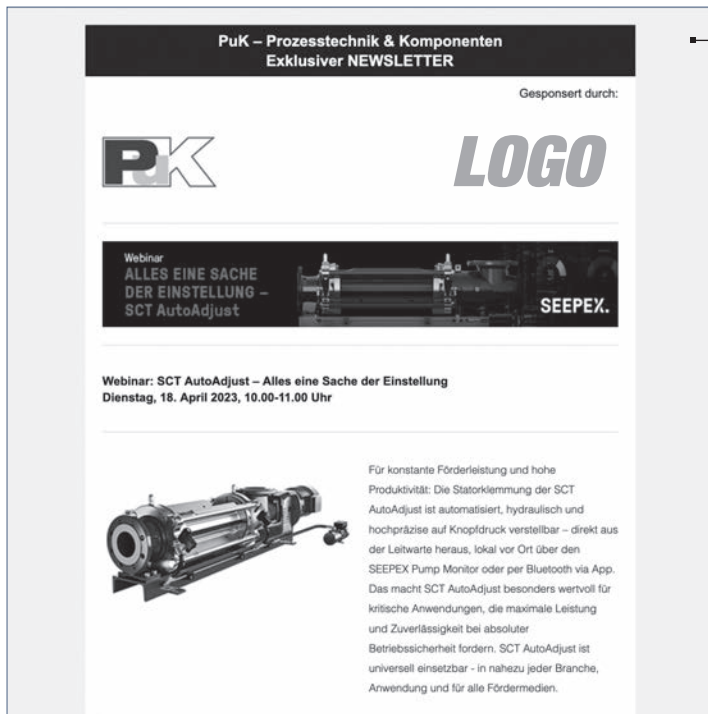 PuK – Prozesstechnik & Komponenten
Exklusiver NEWSLETTER
Gesponsert durch:
PuK
LOGO
Webinar
ALLES EINE SACHE
DER EINSTELLUNG –
SCT AutoAdjust
SEEPEX.
Webinar: SCT AutoAdjust – Alles eine Sache der Einstellung
Dienstag, 18. April 2023, 10.00-11.00 Uhr
Für konstante Förderleistung und hohe
Produktivität: Die Statorklemmung der SCT
AutoAdjust ist automatisiert, hydraulisch und
hochpräzise auf Knopfdruck verstellbar – direkt aus
der Leitwarte heraus, lokal vor Ort über den
SEEPEX Pump Monitor oder per Bluetooth via App.
Das macht SCT AutoAdjust besonders wertvoll für
kritische Anwendungen, die maximale Leistung
und Zuverlässigkeit bei absoluter
Betriebssicherheit fordern. SCT AutoAdjust ist
universell einsetzbar - in nahezu jeder Branche,
Anwendung und für alle Fördermedien.